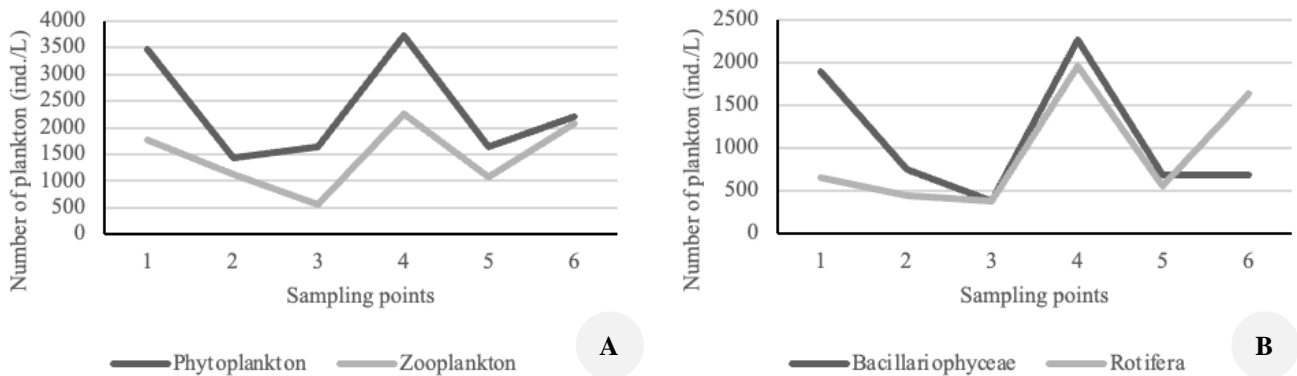 Number of plankton (ind./L)
4000
3500
3000
2500
2000
1500
1000
500
0
1 2 3 4 5 6
Sampling points
Phytoplankton Zooplankton
A
Number of plankton (ind./L)
2500
2000
1500
1000
500
0
1 2 3 4 5 6
Sampling points
Bacillariophyceae Rotifera
B